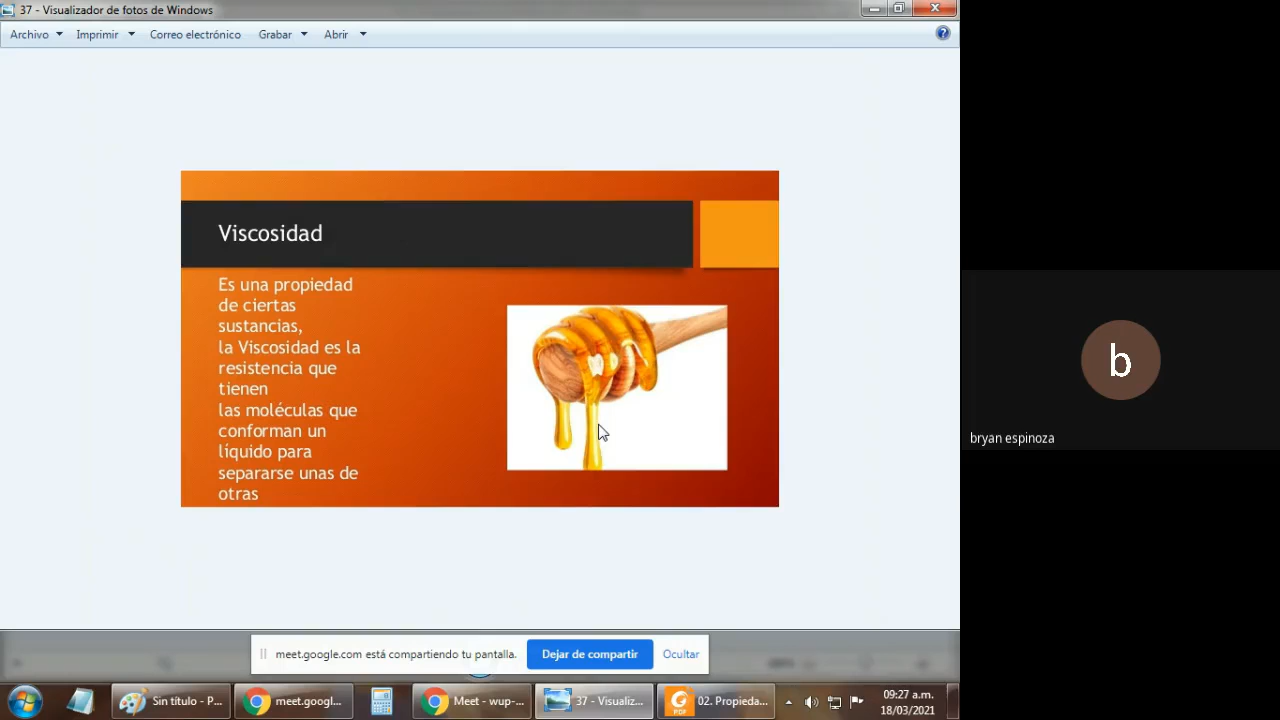 37 - Visualizador de fotos de Windows
Archivo Imprimir Correo electrónico Grabar Abrir
Viscosidad
Es una propiedad
de ciertas
sustancias,
la Viscosidad es la
resistencia que
tienen
las moléculas que
conforman un
líquido para
separarse unas de
otras
b
bryan espinoza
meet.google.com está compartiendo tu pantalla. Dejar de compartir Ocultar
Sin título - P... meet.googl... Meet - wup-... 37 - Visualiz... PDF 02. Propieda...
09:27 a.m.
18/03/2021